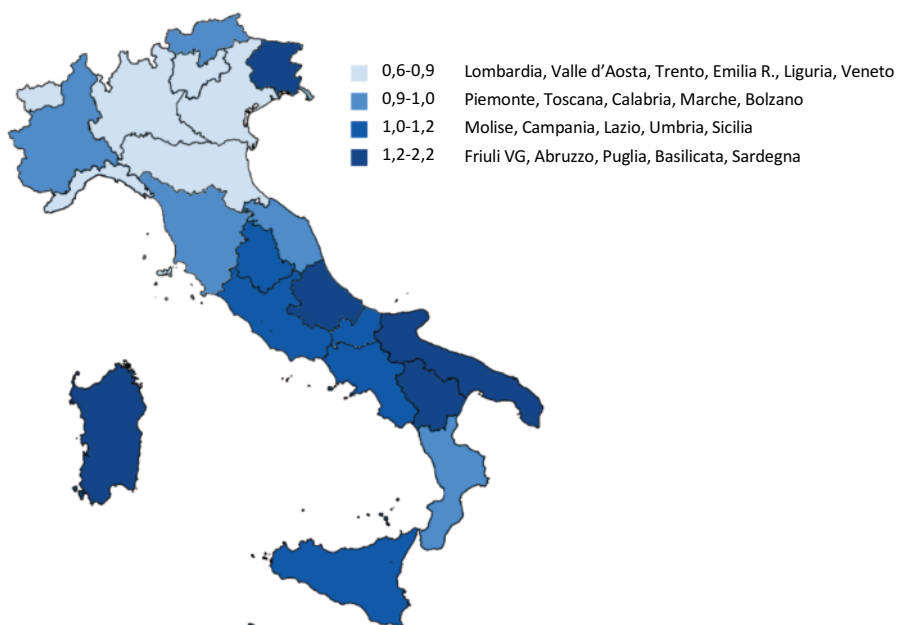 0,6-0,9 Lombardia, Valle d’Aosta, Trento, Emilia R., Liguria, Veneto
0,9-1,0 Piemonte, Toscana, Calabria, Marche, Bolzano
1,0-1,2 Molise, Campania, Lazio, Umbria, Sicilia
1,2-2,2 Friuli VG, Abruzzo, Puglia, Basilicata, Sardegna